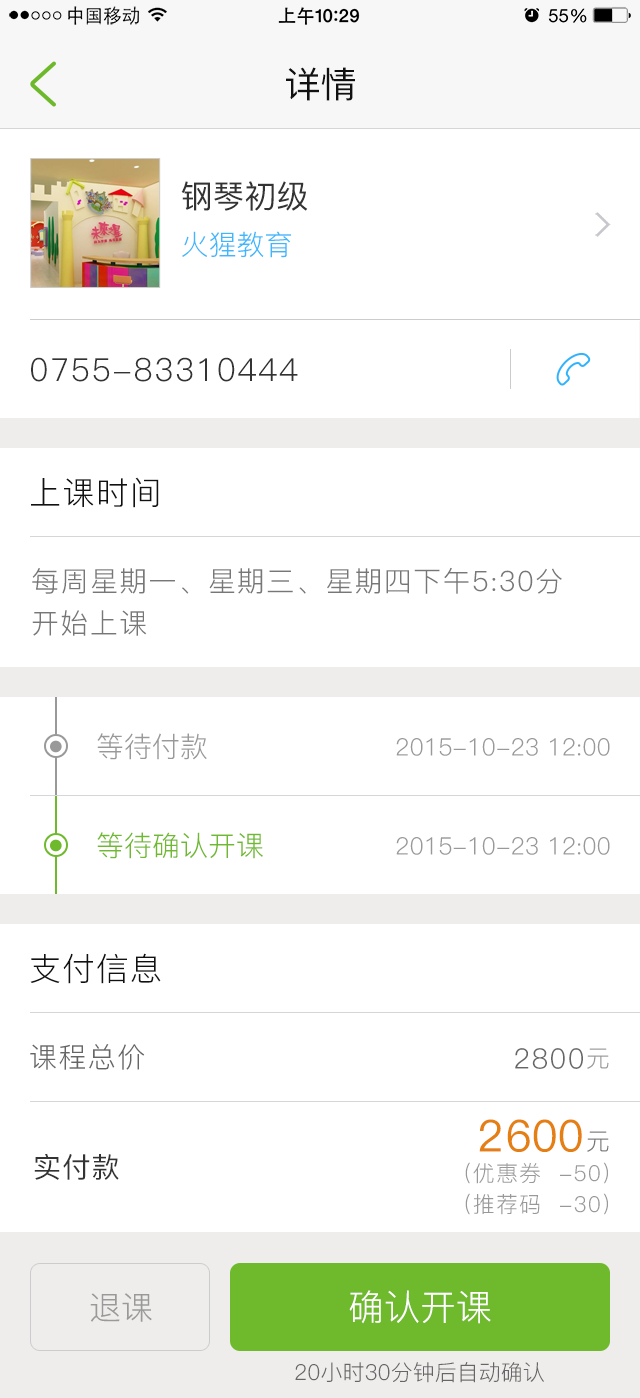 中国移动 上午10:29 55%
详情
钢琴初级
火猩教育
0755-83310444
上课时间
每周星期一、星期三、星期四下午5:30分
开始上课
等待付款 2015-10-23 12:00
等待确认开课 2015-10-23 12:00
支付信息
课程总价 2800元
实付款 2600元
(优惠券 -50)
(推荐码 -30)
退课 确认开课
20小时30分钟后自动确认